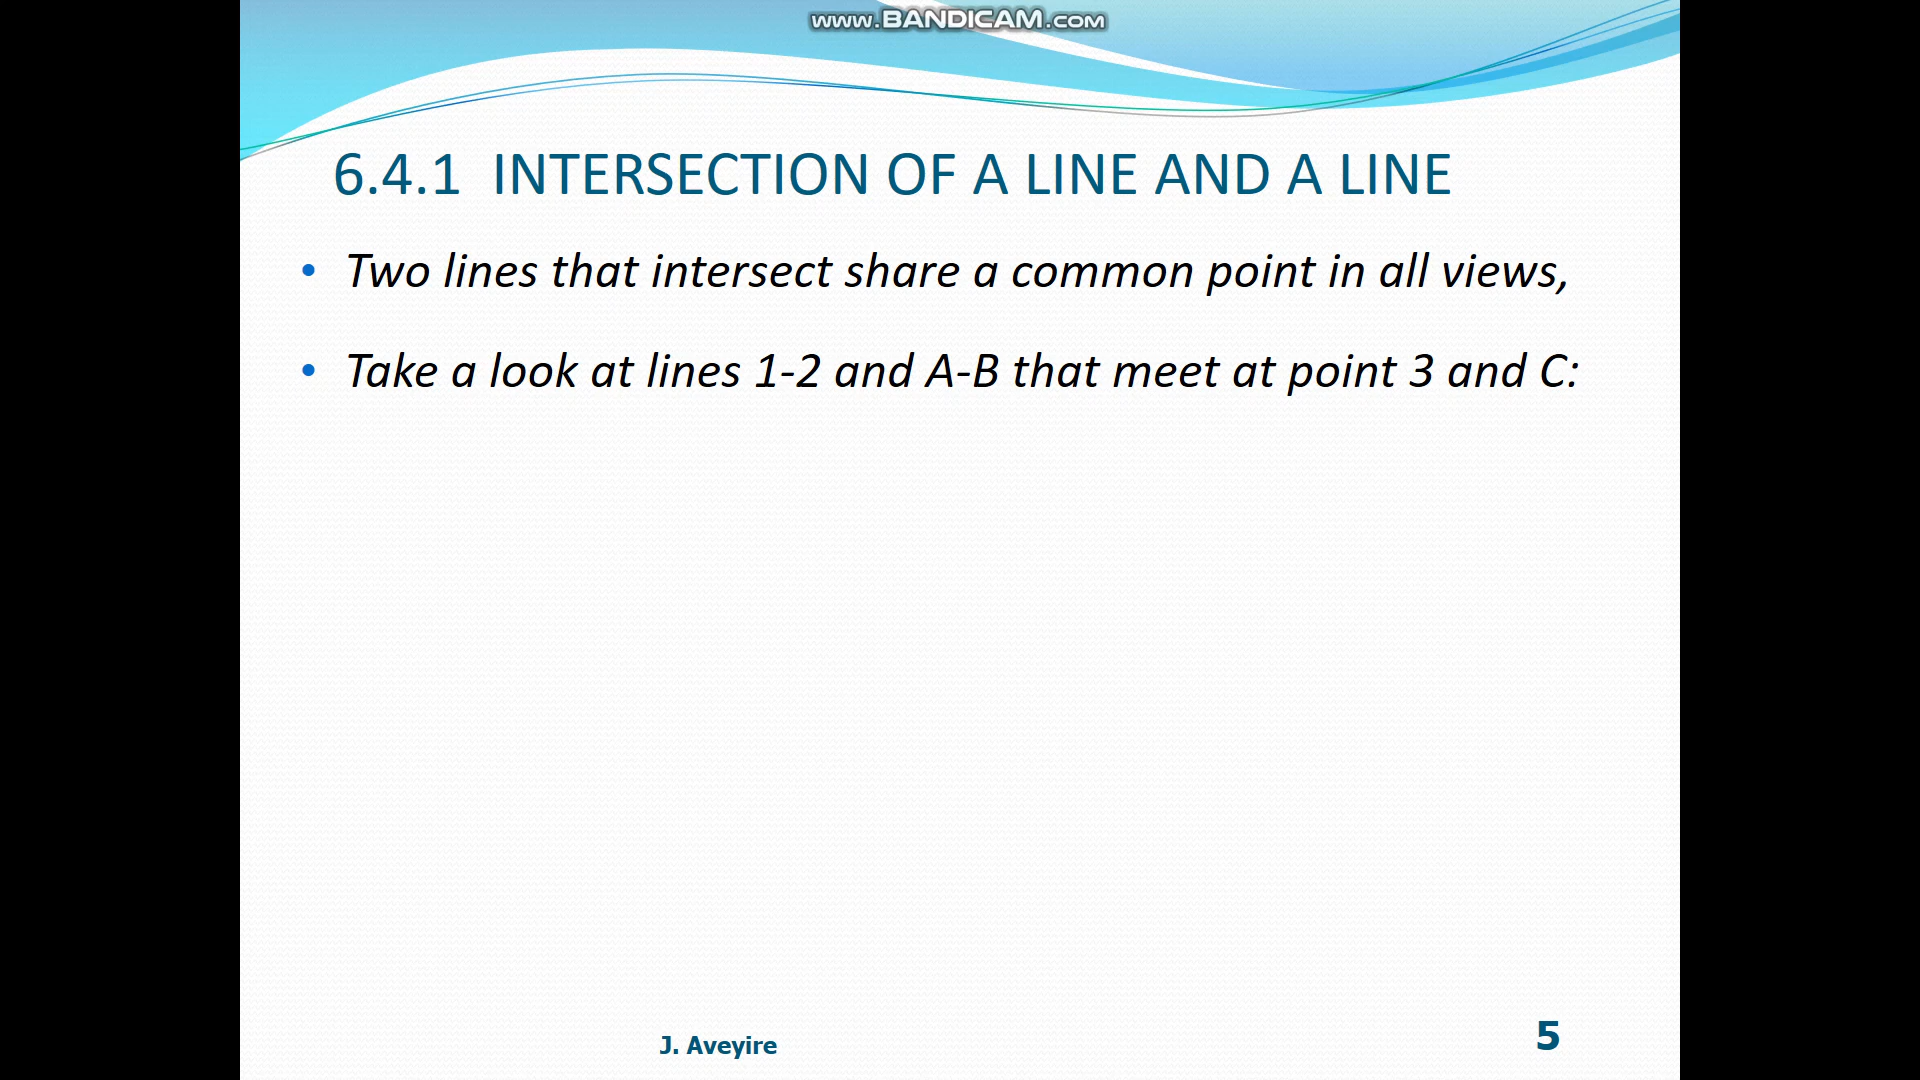 www.BANDICAM.com
6.4.1 INTERSECTION OF A LINE AND A LINE
• Two lines that intersect share a common point in all views,
• Take a look at lines 1-2 and A-B that meet at point 3 and C:
J. Aveyire
5